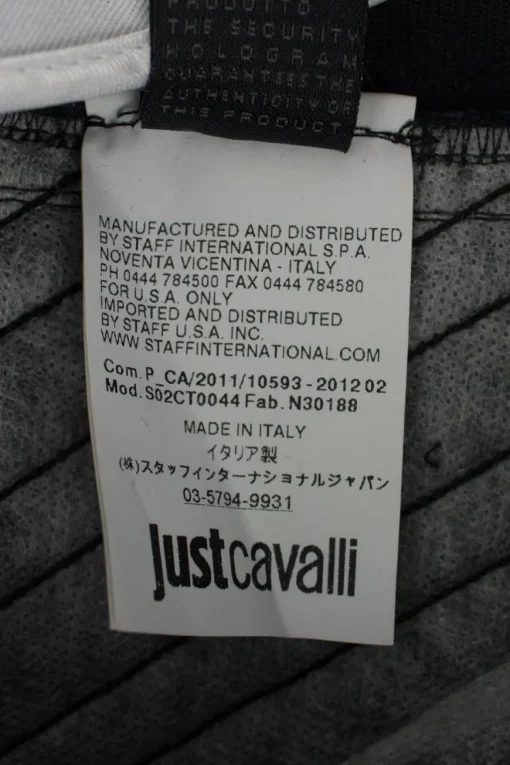 PRODOTTO
THE SECURITY
HOLOGRAM
GUARANTEES THE
AUTHENTICITY OF
THIS PRODUCT
MANUFACTURED AND DISTRIBUTED
BY STAFF INTERNATIONAL S.P.A.
NOVENTA VICENTINA - ITALY
PH 0444 784500 FAX 0444 784580
FOR U.S.A. ONLY
IMPORTED AND DISTRIBUTED
BY STAFF U.S.A. INC.
WWW STAFFINTERNATIONAL.COM
Com. P_CA/2011/10593 - 2012 02
Mod. S02CT0044 Fab. N30188
MADE IN ITALY
イタリア製
(株)スタッフインターナショナルジャパン
03-5794-9931
justcavalli